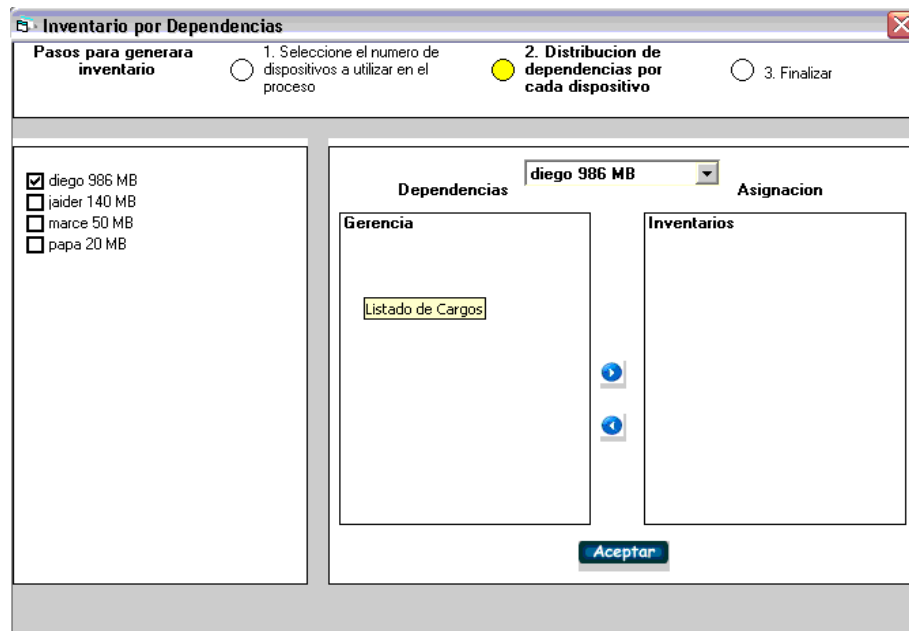 Inventario por Dependencias
Pasos para generara
inventario
1. Seleccione el numero de
dispositivos a utilizar en el
proceso
2. Distribucion de
dependencias por
cada dispositivo
3. Finalizar
diego 986 MB
jaider 140 MB
marce 50 MB
papa 20 MB
diego 986 MB
Dependencias
Asignacion
Gerencia
Inventarios
Listado de Cargos
Aceptar